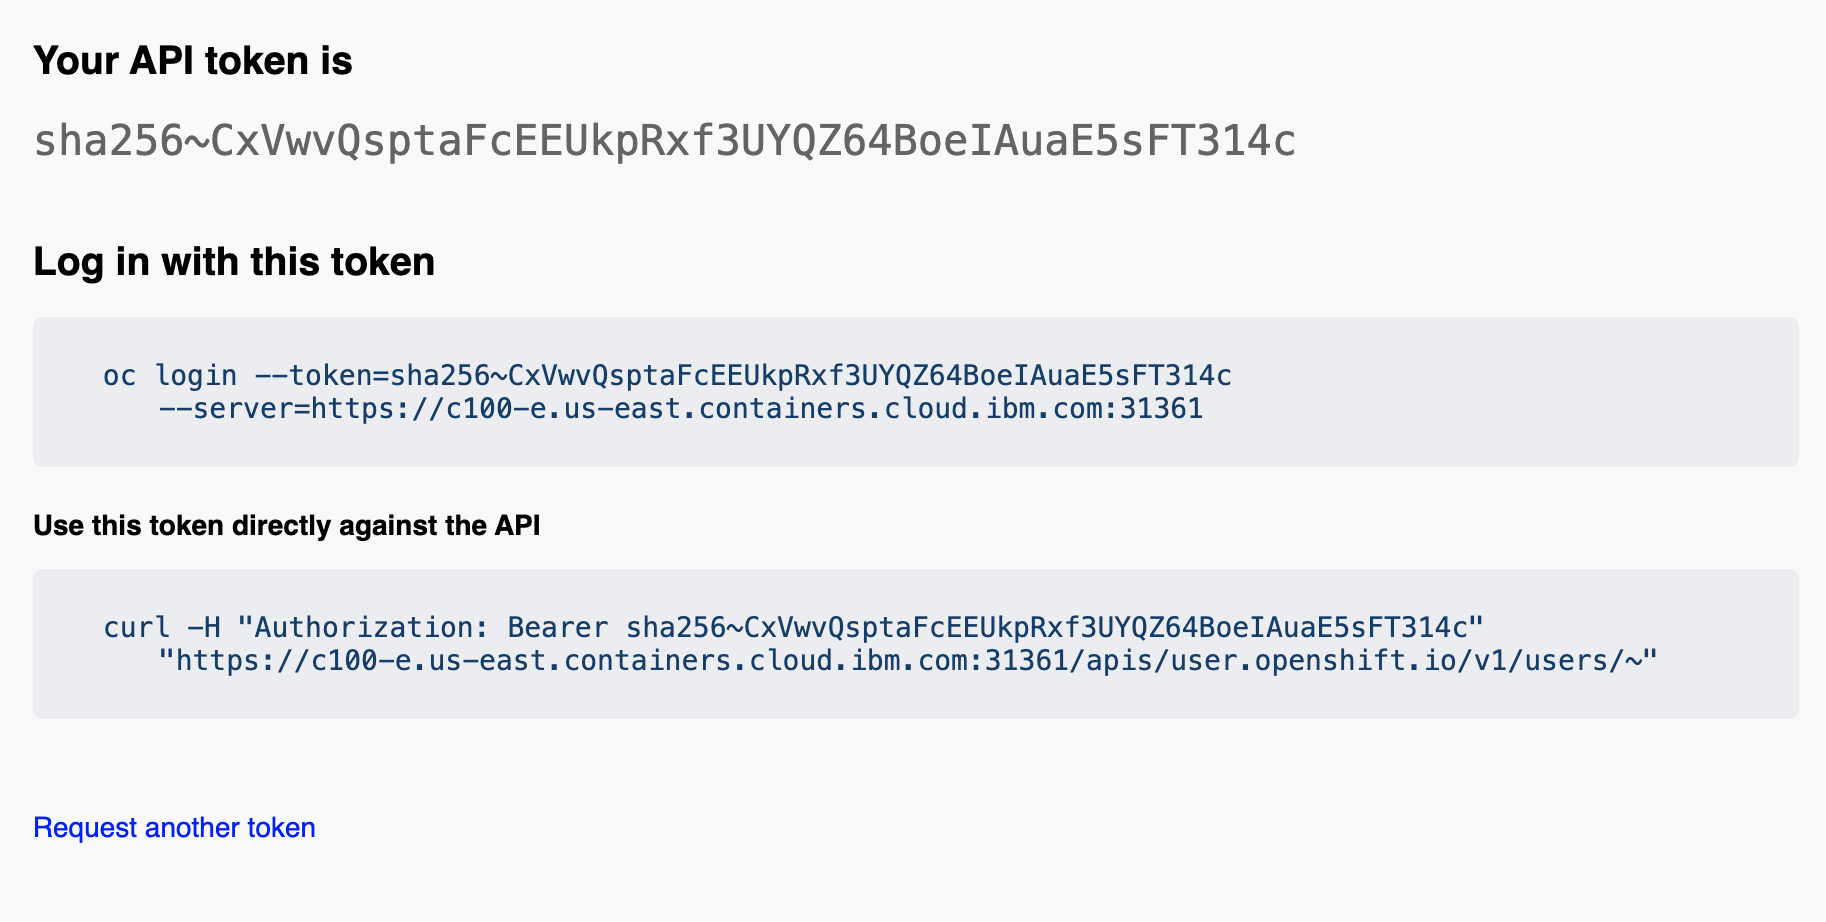 Your API token is
sha256~CxVwvQsptaFcEEUkpRxf3UYQZ64BoeIAuaE5sFT314c
Log in with this token
oc login --token=sha256~CxVwvQsptaFcEEUkpRxf3UYQZ64BoeIAuaE5sFT314c
--server=https://c100-e.us-east.containers.cloud.ibm.com:31361
Use this token directly against the API
curl -H "Authorization: Bearer sha256~CxVwvQsptaFcEEUkpRxf3UYQZ64BoeIAuaE5sFT314c"
"https://c100-e.us-east.containers.cloud.ibm.com:31361/apis/user.openshift.io/v1/users/~"
Request another token